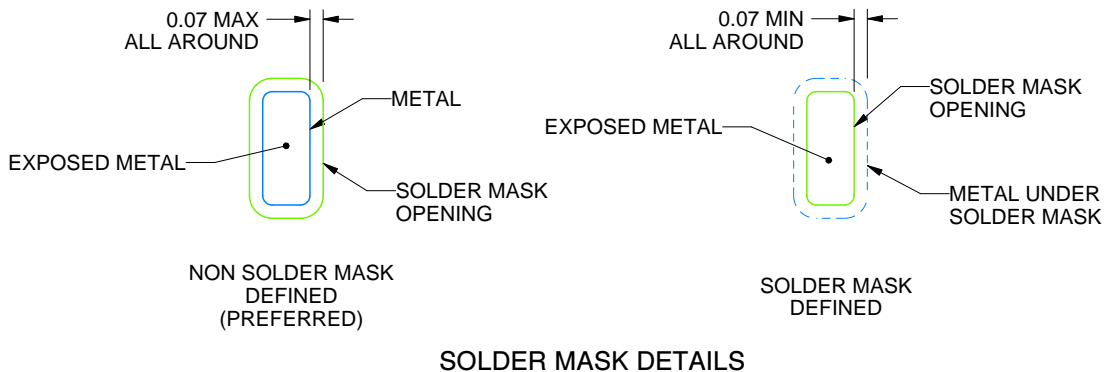 0.07 MAX
ALL AROUND
METAL
EXPOSED METAL
SOLDER MASK
OPENING
NON SOLDER MASK
DEFINED
(PREFERRED)
0.07 MIN
ALL AROUND
SOLDER MASK
OPENING
EXPOSED METAL
METAL UNDER
SOLDER MASK
SOLDER MASK
DEFINED
SOLDER MASK DETAILS